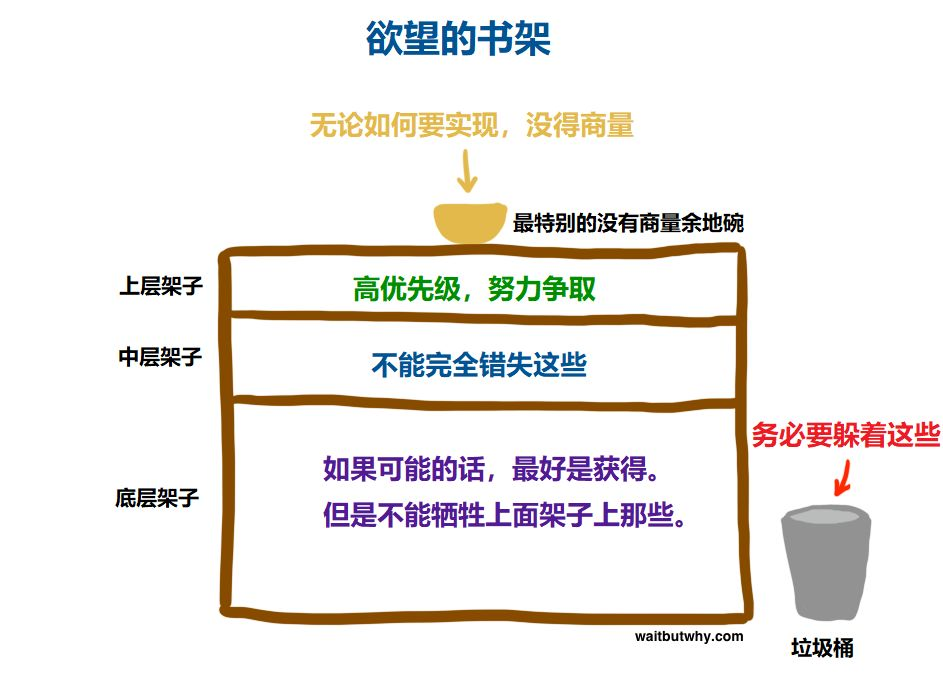 欲望的书架
无论如何要实现，没得商量
最特别的没有商量余地碗
上层架子
高优先级，努力争取
中层架子
不能完全错失这些
务必要躲着这些
如果可能的话，最好是获得。
底层架子
但是不能牺牲上面架子上那些。
waitbutwhy.com
垃圾桶